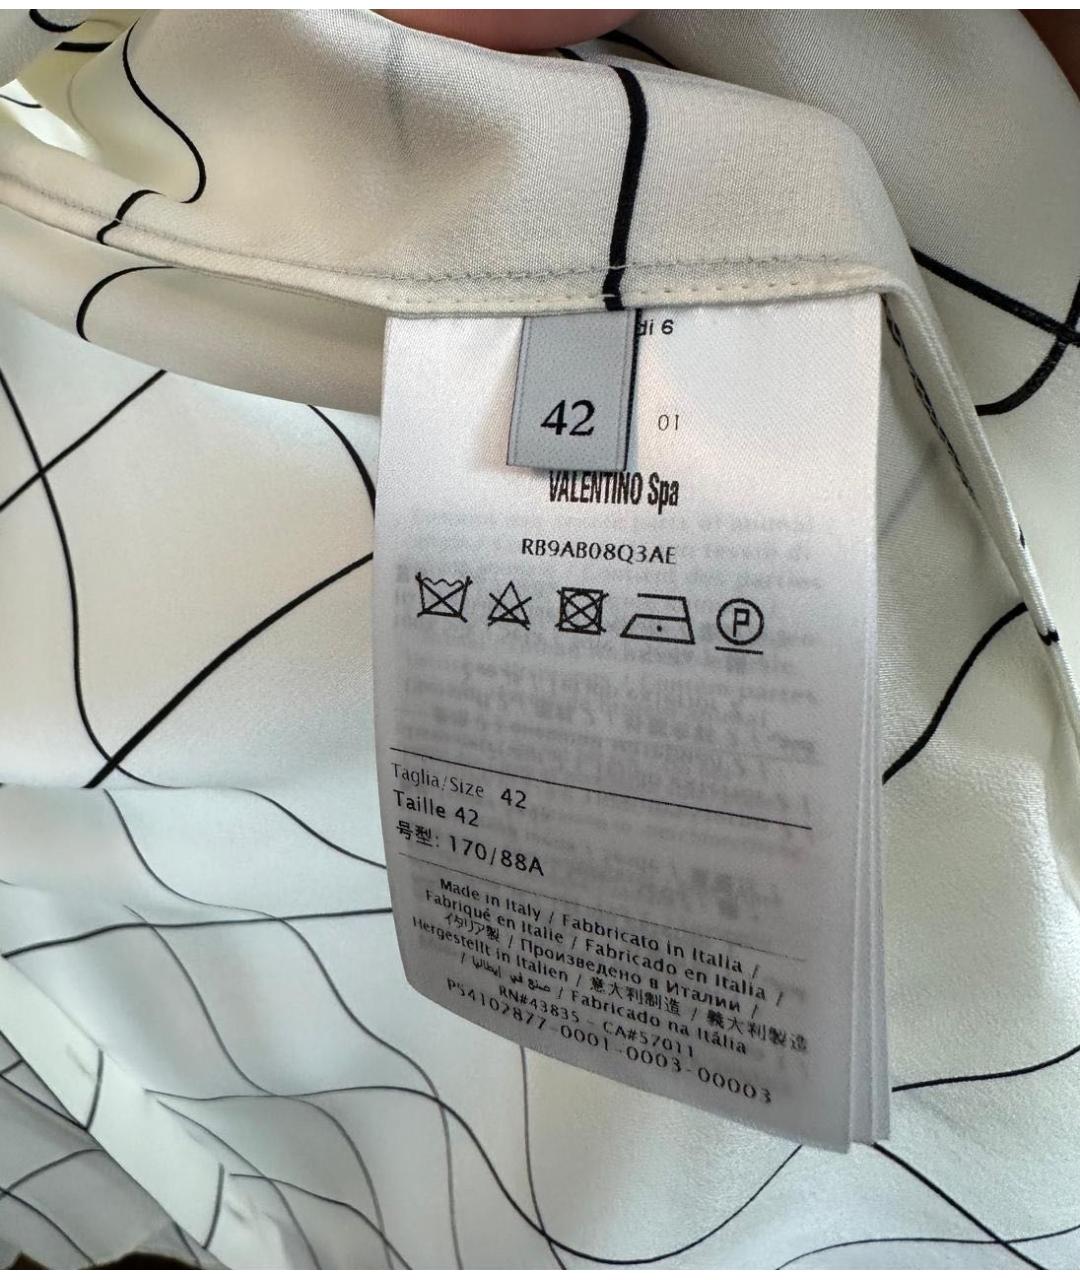 di 6
42
01
VALENTINO Spa
RB9AB08Q3AE
P
Taglia/Size 42
Taille 42
号型: 170/88A
Made in Italy / Fabbricato in Italia /
Fabriqué en Italie / Fabricado en Italia /
イタリア製 / Произведено в Италии /
Hergestellt in Italien / 意大利制造 / 義大利製造
/ صنع في إيطاليا / Fabricado na Itália
RN#43835 - CA#57011
P54102877-0001-0003-00003